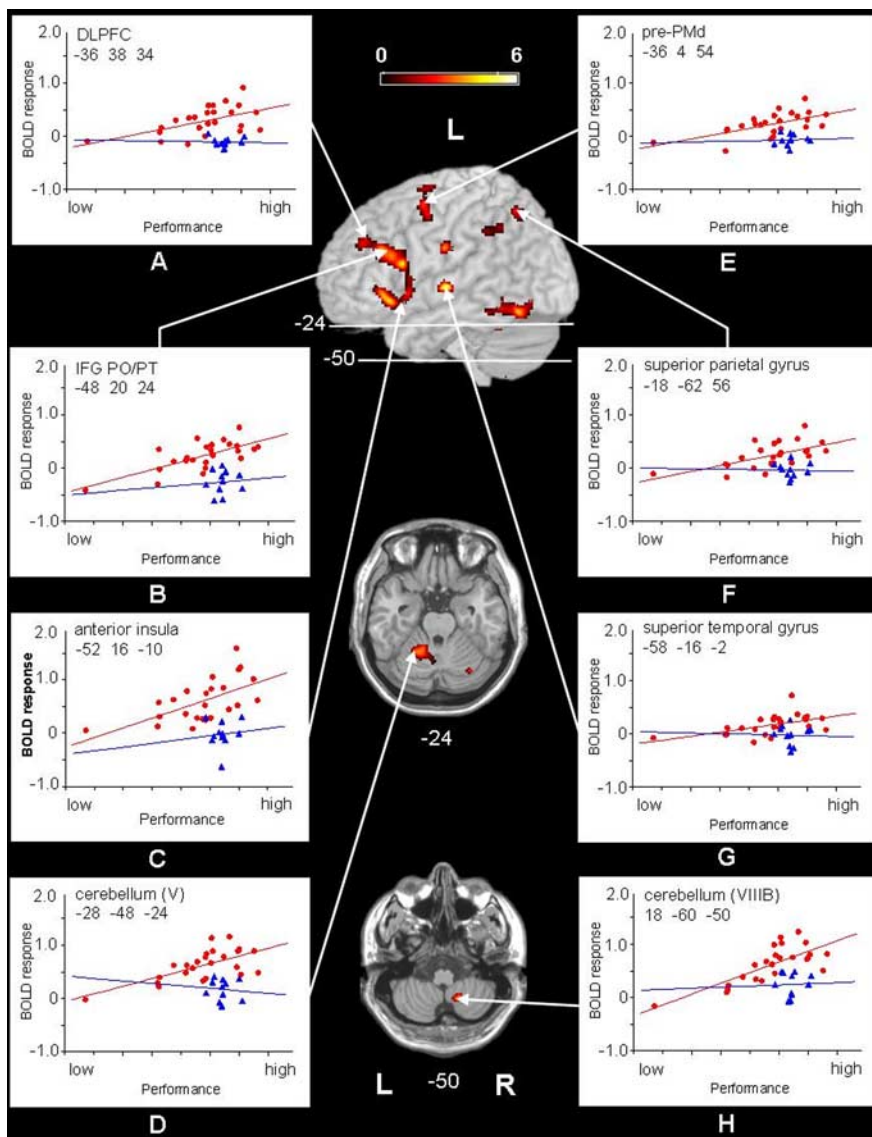 DLPFC
-36 38 34
2.0
1.0
0
-1.0
BOLD response
low
high
Performance
A
0
6
L
pre-PMd
-36 4 54
2.0
1.0
0
-1.0
BOLD response
low
high
Performance
E
-24
-50
IFG PO/PT
-48 20 24
2.0
1.0
0
-1.0
BOLD response
low
high
Performance
B
superior parietal gyrus
-18 -62 56
2.0
1.0
0
-1.0
BOLD response
low
high
Performance
F
anterior insula
-52 16 -10
2.0
1.0
0
-1.0
BOLD response
low
high
Performance
C
-24
superior temporal gyrus
-58 -16 -2
2.0
1.0
0
-1.0
BOLD response
low
high
Performance
G
cerebellum (V)
-28 -48 -24
2.0
1.0
0
-1.0
BOLD response
low
high
Performance
D
L
-50
R
cerebellum (VIIIB)
18 -60 -50
2.0
1.0
0
-1.0
BOLD response
low
high
Performance
H